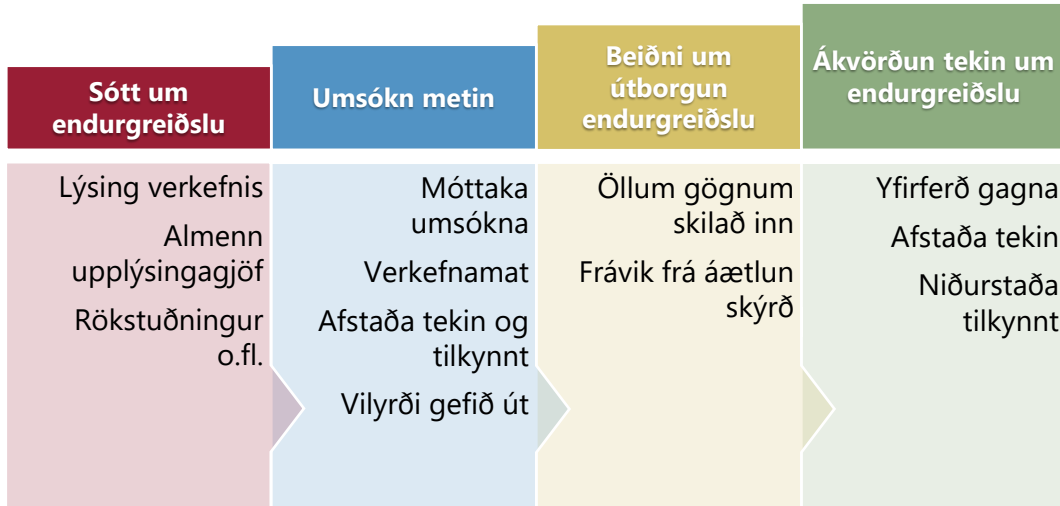 Sótt um
endurgreiðslu
Lýsing verkefnis
Almenn
upplýsingagjöf
Rökstuðningur
o.fl.
Umsókn metin
Móttaka
umsókna
Verkefnamat
Afstaða tekin og
tilkynnt
Vilyrði gefið út
Beiðni um
útborgun
endurgreiðslu
Öllum gögnum
skilað inn
Frávik frá áætlun
skýrð
Ákvörðun tekin um
endurgreiðslu
Yfirferð gagna
Afstaða tekin
Niðurstaða
tilkynnt